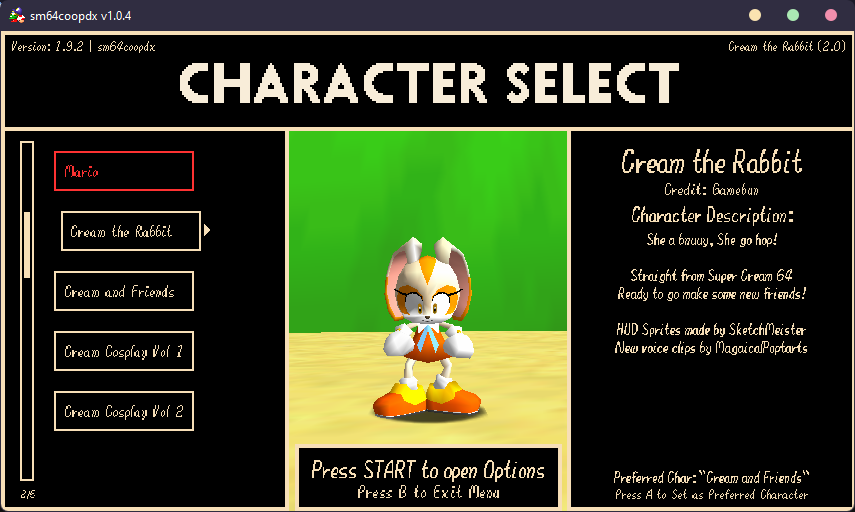 sm64coopdx v1.0.4
Version: 1.9.2 | sm64coopdx
Cream the Rabbit (2.0)
CHARACTER SELECT
Mario
Cream the Rabbit
Cream and Friends
Cream Cosplay Vol 1
Cream Cosplay Vol 2
2/6
Press START to open Options
Press B to Exit Menu
Cream the Rabbit
Credit: Gamebun
Character Description:
She a bnuuy, She go hop!
Straight from Super Cream 64
Ready to go make some new friends!
HUD Sprites made by SketchMeister
New voice clips by MagicalPoptarts
Preferred Char: "Cream and Friends"
Press A to Set as Preferred Character